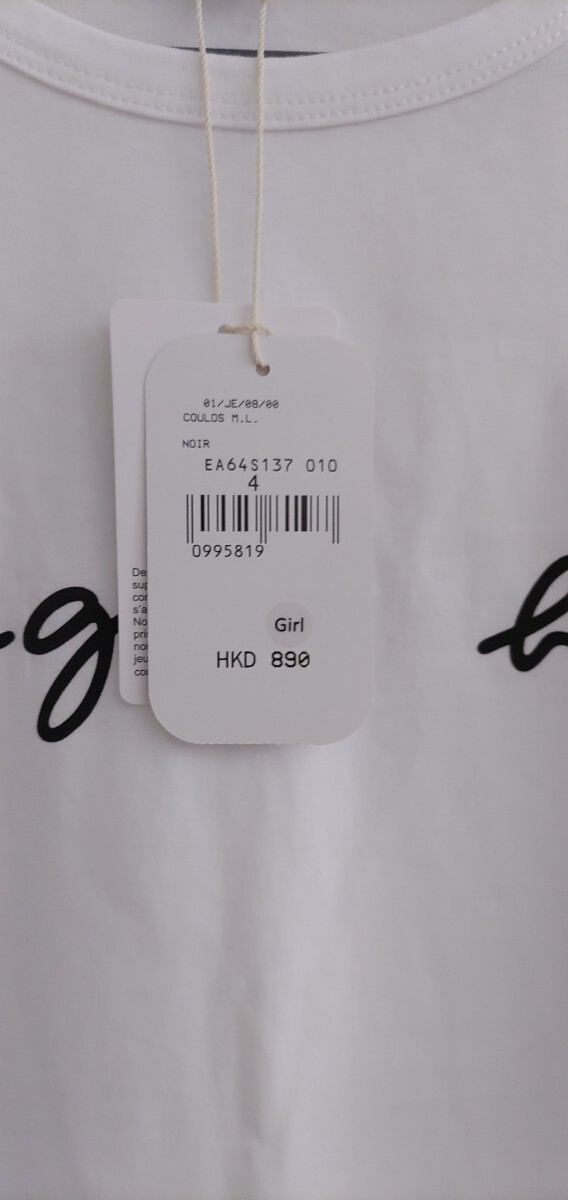 01/JE/08/00
COULOS M.L.
NOIR
EA64S137 010
4
0995819
Girl
HKD 890
g